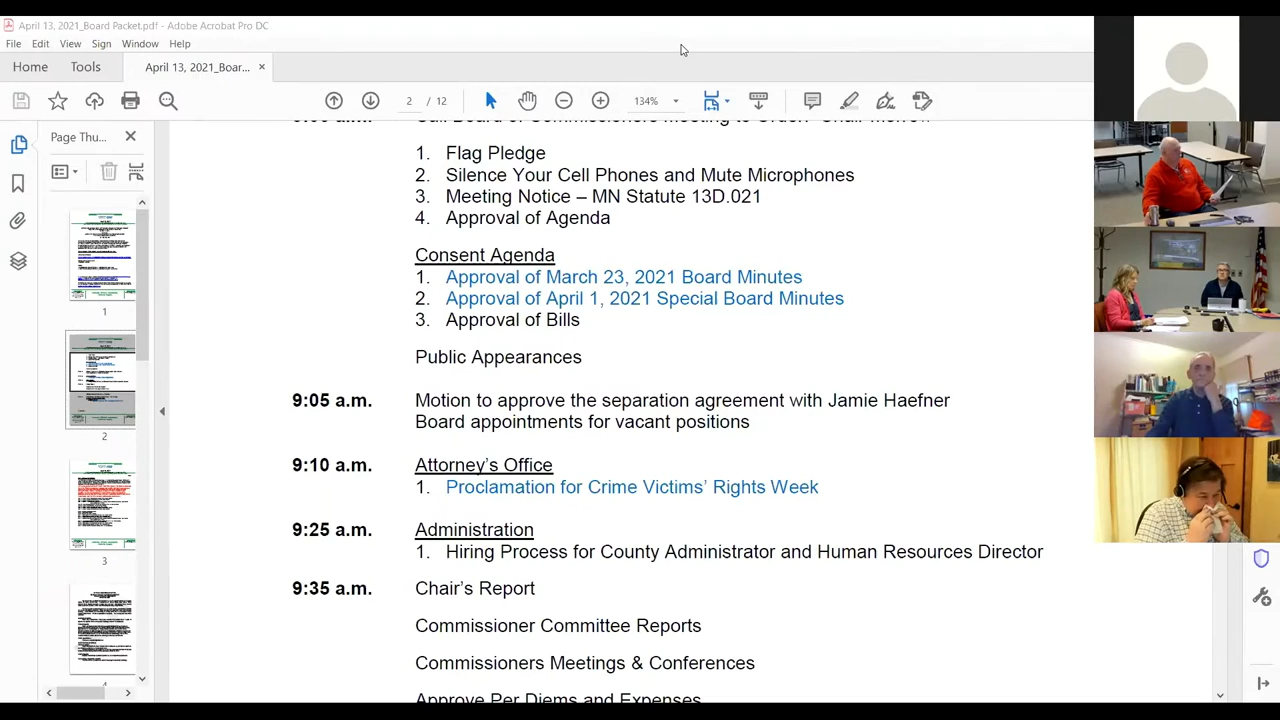 April 13, 2021_Board Packet.pdf - Adobe Acrobat Pro DC
File Edit View Sign Window Help
Home Tools April 13, 2021_Boar... ×
2 / 12 134%
Page Thu...
1. Flag Pledge
2. Silence Your Cell Phones and Mute Microphones
3. Meeting Notice – MN Statute 13D.021
4. Approval of Agenda
Consent Agenda
1. Approval of March 23, 2021 Board Minutes
2. Approval of April 1, 2021 Special Board Minutes
3. Approval of Bills
Public Appearances
9:05 a.m. Motion to approve the separation agreement with Jamie Haefner
Board appointments for vacant positions
9:10 a.m. Attorney's Office
1. Proclamation for Crime Victims' Rights Week
9:25 a.m. Administration
1. Hiring Process for County Administrator and Human Resources Director
9:35 a.m. Chair's Report
Commissioner Committee Reports
Commissioners Meetings & Conferences
Approve Per Diems and Expenses
1
2
3